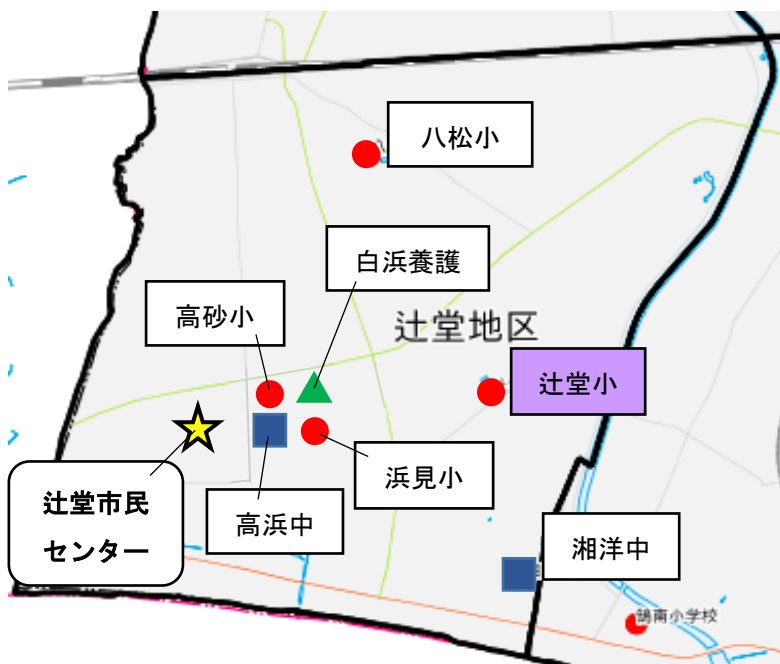 八松小
白浜養護
高砂小
辻堂地区
辻堂小
浜見小
辻堂市民
センター
高浜中
湘洋中
鵠南小学校